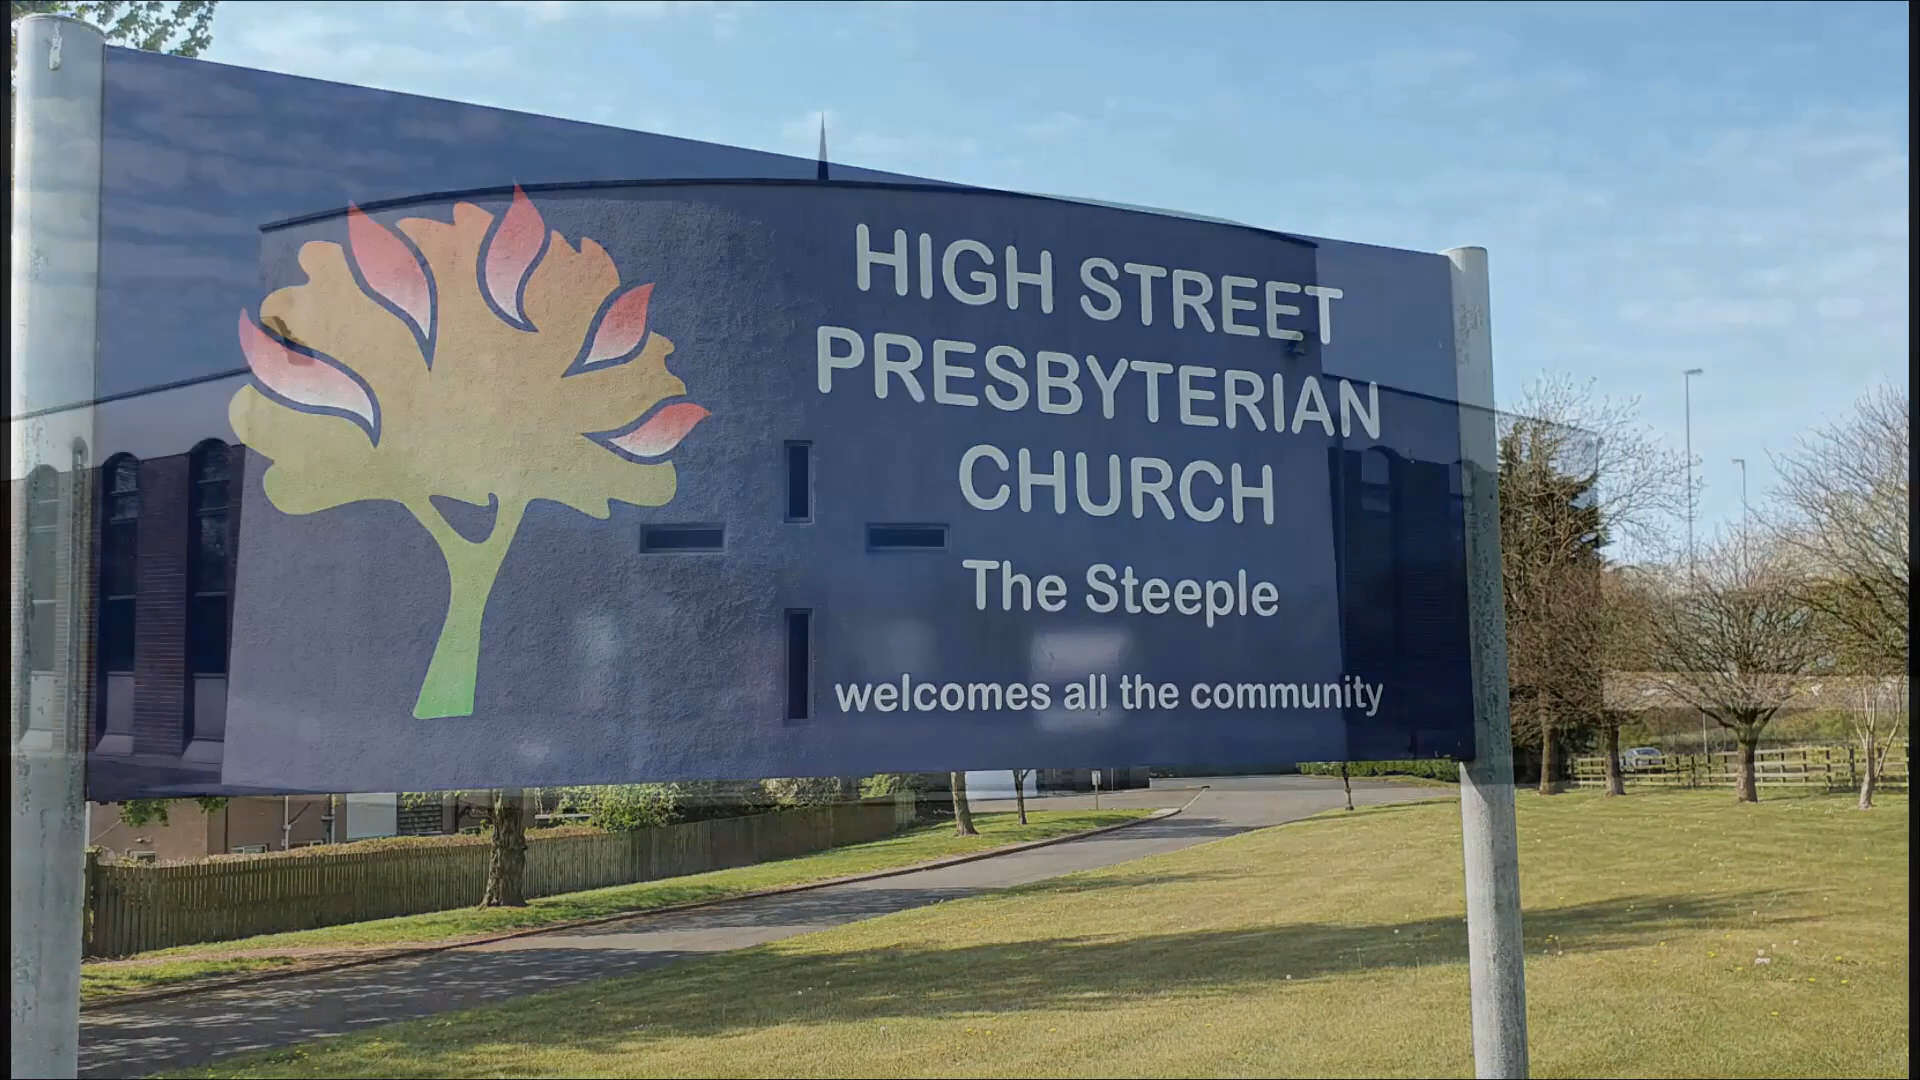 HIGH STREET
PRESBYTERIAN
CHURCH
The Steeple
welcomes all the community